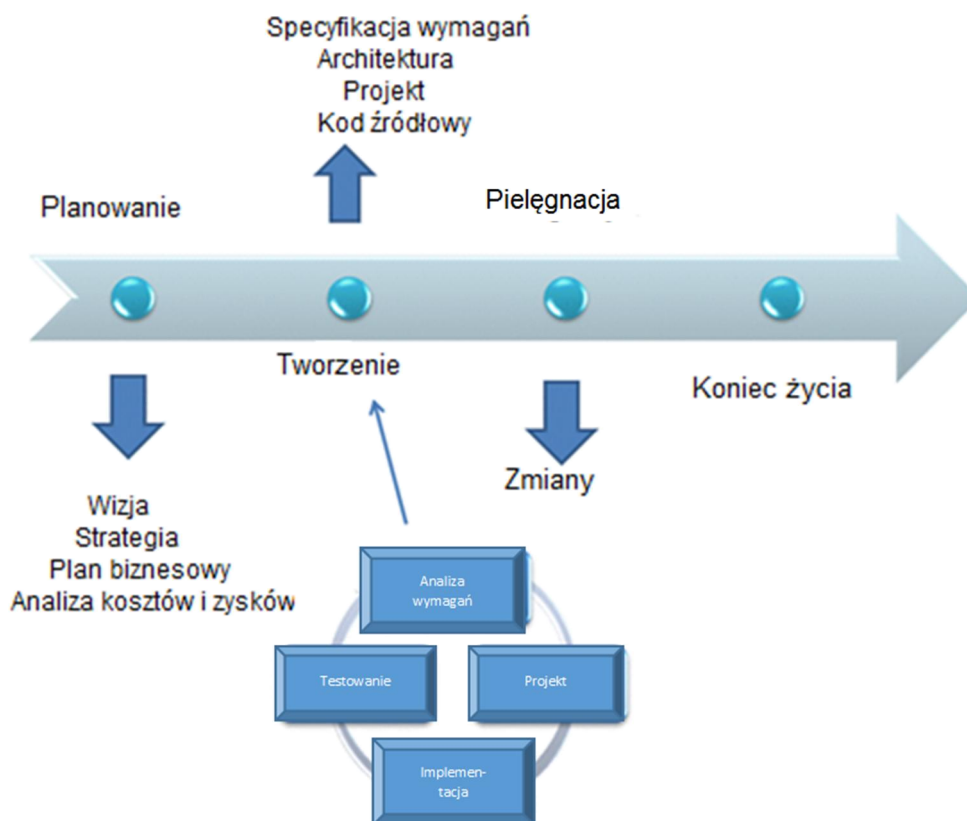 Specyfikacja wymagań
Architektura
Projekt
Kod źródłowy
Planowanie
Pielęgnacja
Tworzenie
Koniec życia
Zmiany
Wizja
Strategia
Plan biznesowy
Analiza kosztów i zysków
Analiza
wymagań
Testowanie
Projekt
Implemen-
tacja